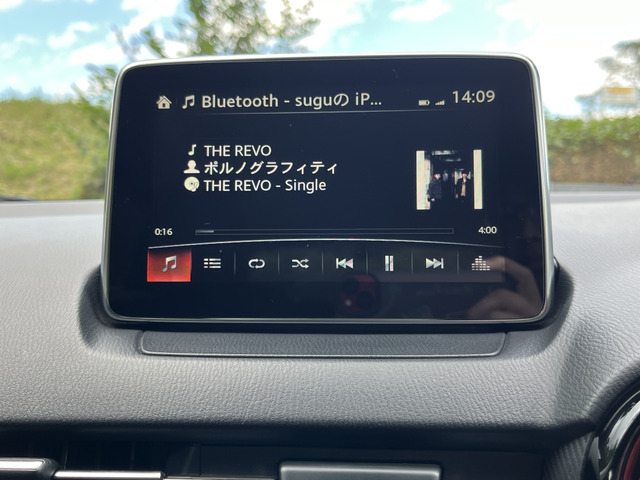 Bluetooth - suguの iP... 14:09
THE REVO
ポルノグラフィティ
THE REVO - Single
0:16 4:00